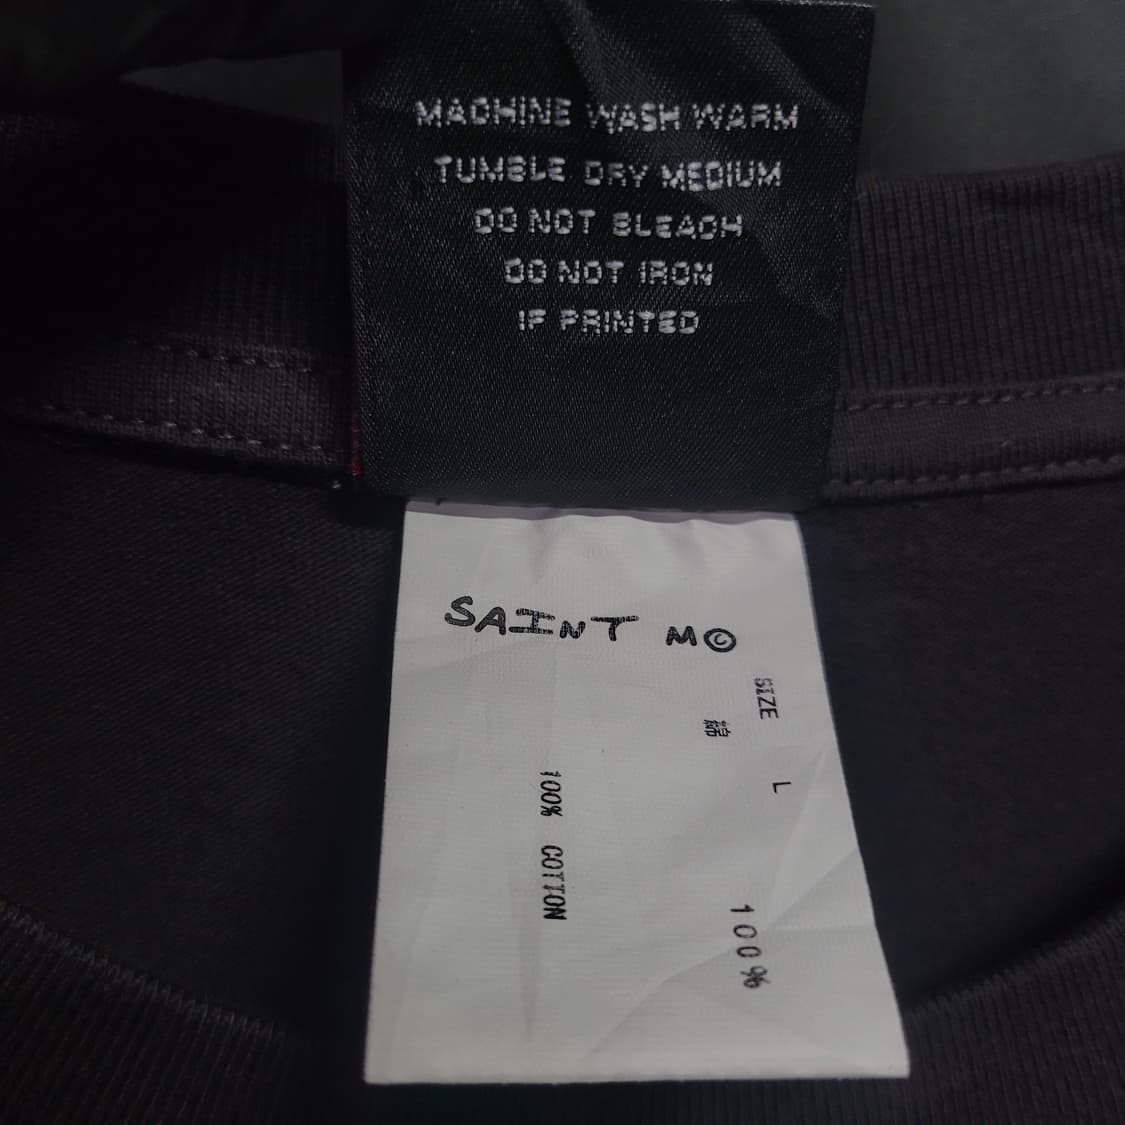 MACHINE WASH WARM
TUMBLE DRY MEDIUM
DO NOT BLEACH
DO NOT IRON
IF PRINTED
SAINT M©
SIZE L
綿 100%
100% COTTON